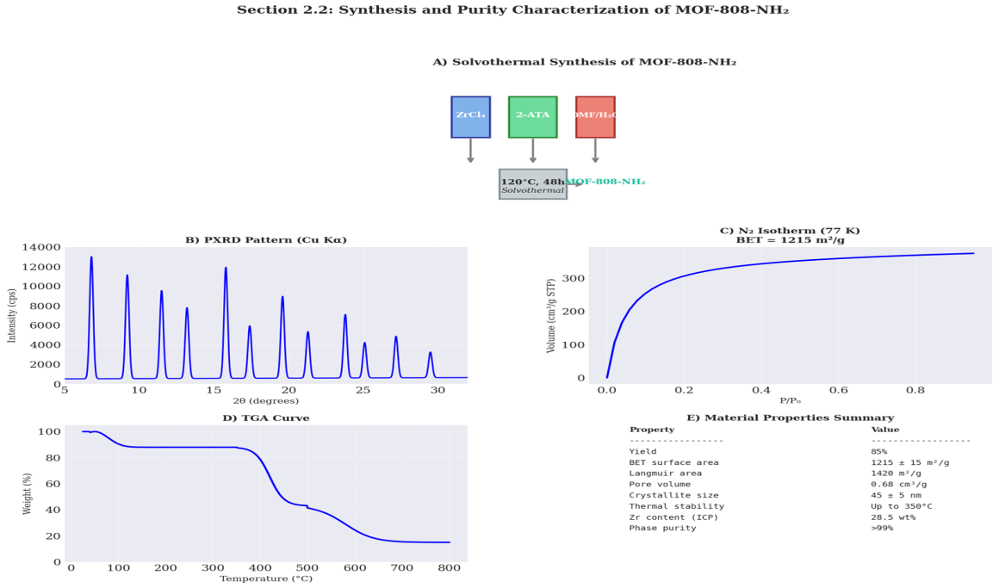 Section 2.2: Synthesis and Purity Characterization of MOF-808-NH₂
A) Solvothermal Synthesis of MOF-808-NH₂
ZrCl₄
2-ATA
DMF/H₂O
120°C, 48h
Solvothermal
MOF-808-NH₂
B) PXRD Pattern (Cu Kα)
Intensity (cps)
14000
12000
10000
8000
6000
4000
2000
0
5 10 15 20 25 30
2θ (degrees)
C) N₂ Isotherm (77 K)
BET = 1215 m²/g
Volume (cm³/g STP)
300
200
100
0
0.0 0.2 0.4 0.6 0.8
P/P₀
D) TGA Curve
Weight (%)
100
80
60
40
20
0
0 100 200 300 400 500 600 700 800
Temperature (°C)
E) Material Properties Summary
Property Value
----------------- ------------------
Yield 85%
BET surface area 1215 ± 15 m²/g
Langmuir area 1420 m²/g
Pore volume 0.68 cm³/g
Crystallite size 45 ± 5 nm
Thermal stability Up to 350°C
Zr content (ICP) 28.5 wt%
Phase purity >99%